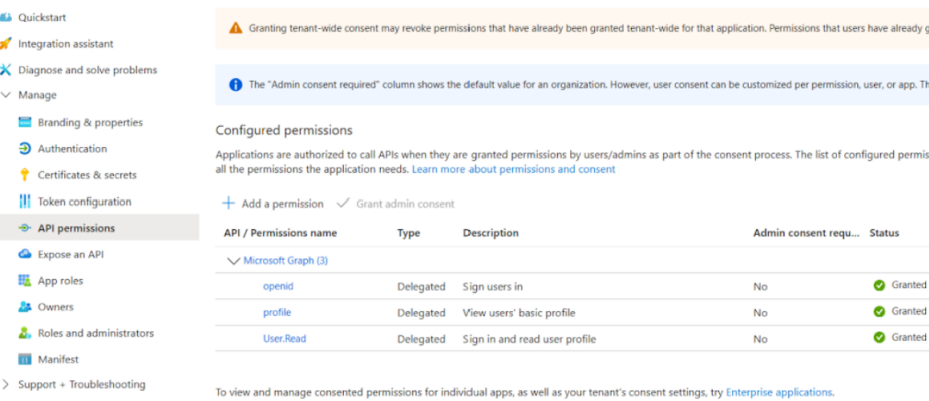 Quickstart
Integration assistant
Diagnose and solve problems
Manage
Branding & properties
Authentication
Certificates & secrets
Token configuration
API permissions
Expose an API
App roles
Owners
Roles and administrators
Manifest
Support + Troubleshooting
Granting tenant-wide consent may revoke permissions that have already been granted tenant-wide for that application. Permissions that users have already g
The "Admin consent required" column shows the default value for an organization. However, user consent can be customized per permission, user, or app. Th
Configured permissions
Applications are authorized to call APIs when they are granted permissions by users/admins as part of the consent process. The list of configured permis
all the permissions the application needs. Learn more about permissions and consent
Add a permission Grant admin consent
API / Permissions name Type Description Admin consent requ... Status
Microsoft Graph (3)
openid Delegated Sign users in No Granted
profile Delegated View users' basic profile No Granted
User.Read Delegated Sign in and read user profile No Granted
To view and manage consented permissions for individual apps, as well as your tenant's consent settings, try Enterprise applications.